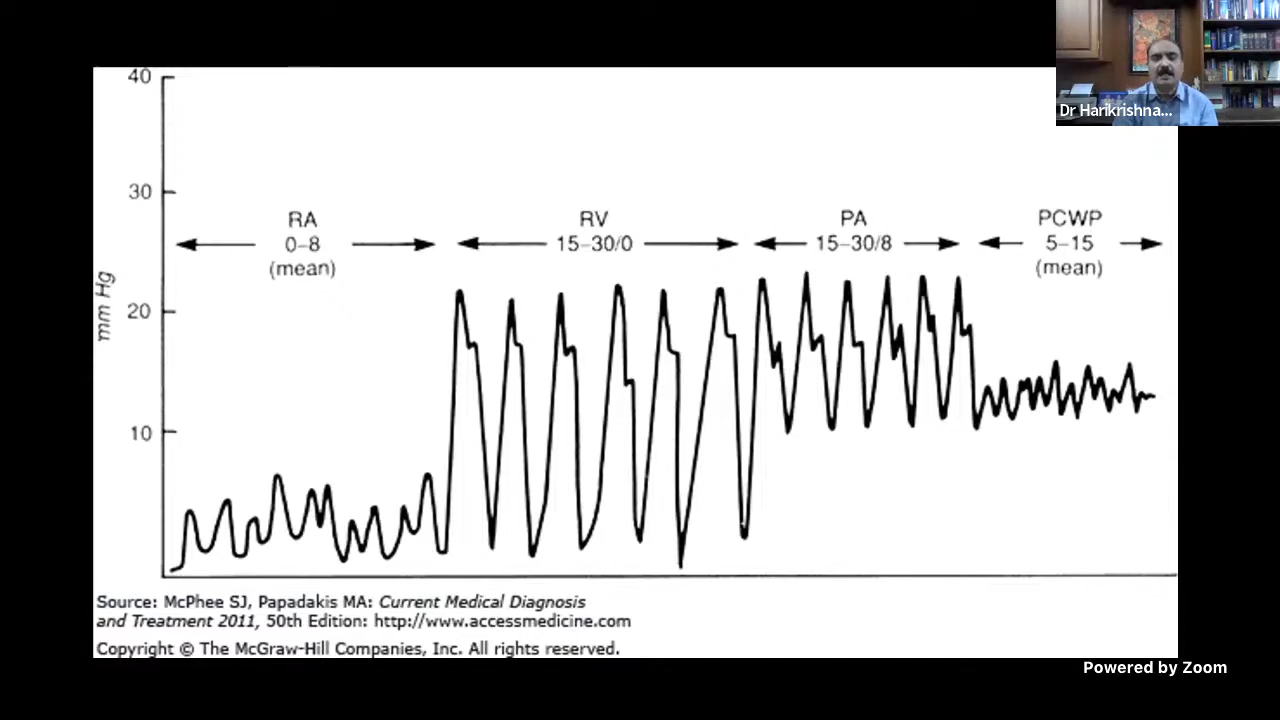 Dr Harikrishna...
40
30
20
10
mm Hg
RA
0–8
(mean)
RV
15–30/0
PA
15–30/8
PCWP
5–15
(mean)
Source: McPhee SJ, Papadakis MA: Current Medical Diagnosis
and Treatment 2011, 50th Edition: http://www.accessmedicine.com
Copyright © The McGraw-Hill Companies, Inc. All rights reserved.
Powered by Zoom